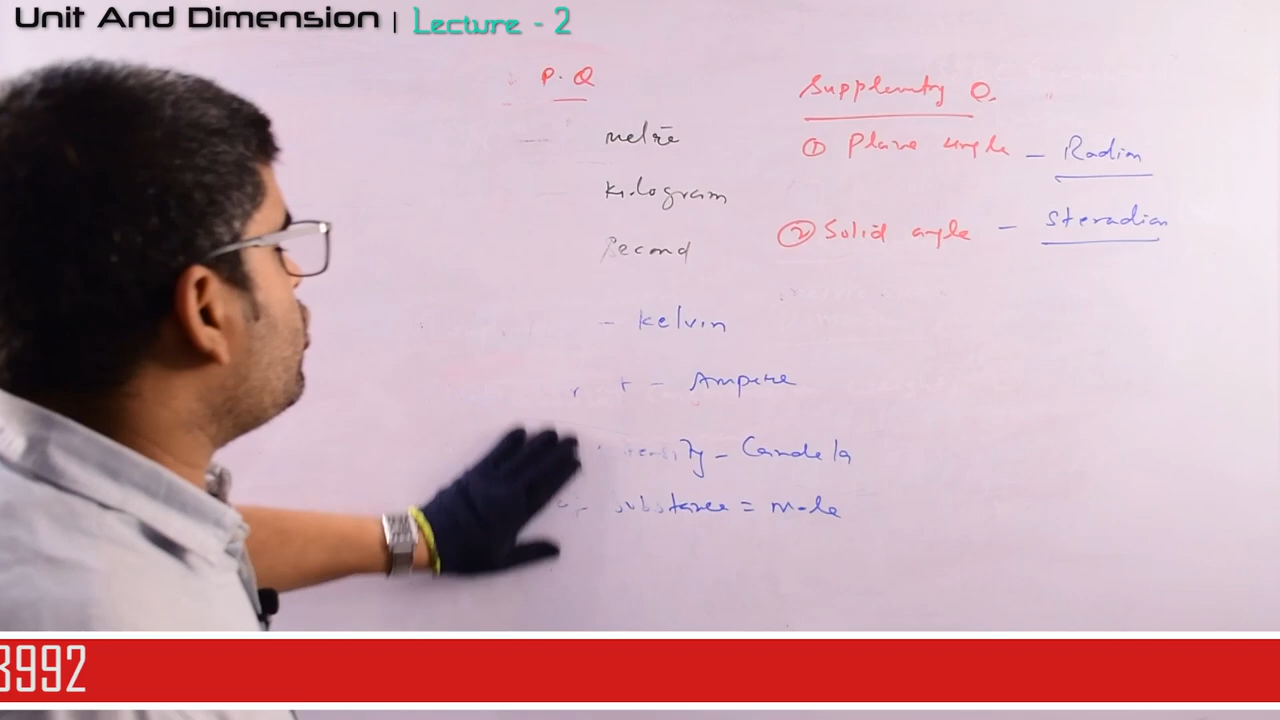 Unit And Dimension | Lecture - 2
P. Q
metre
Kilogram
Second
- Kelvin
- Ampere
- Candela
substance = mole
Supplemtry Q.
① Plane angle - Radian
② Solid angle - Steradian
3992